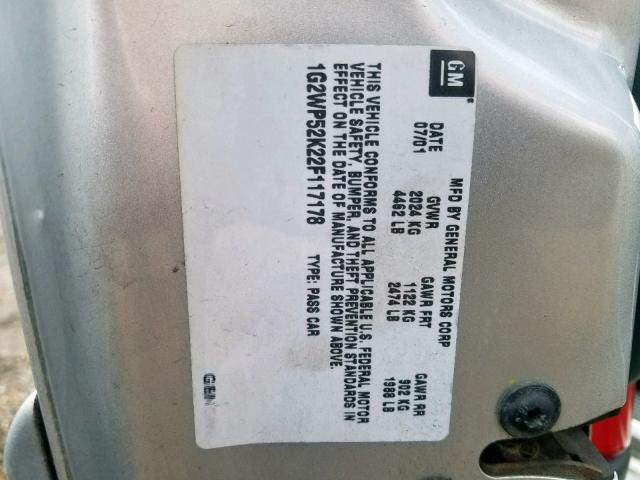 GM
MFD BY GENERAL MOTORS CORP
DATE GVWR GAWR FRT GAWR RR
07/01 2024 KG 1122 KG 902 KG
4462 LB 2474 LB 1988 LB
THIS VEHICLE CONFORMS TO ALL APPLICABLE U.S. FEDERAL MOTOR
VEHICLE SAFETY, BUMPER, AND THEFT PREVENTION STANDARDS IN
EFFECT ON THE DATE OF MANUFACTURE SHOWN ABOVE.
1G2WP52K22F117178 TYPE: PASS CAR